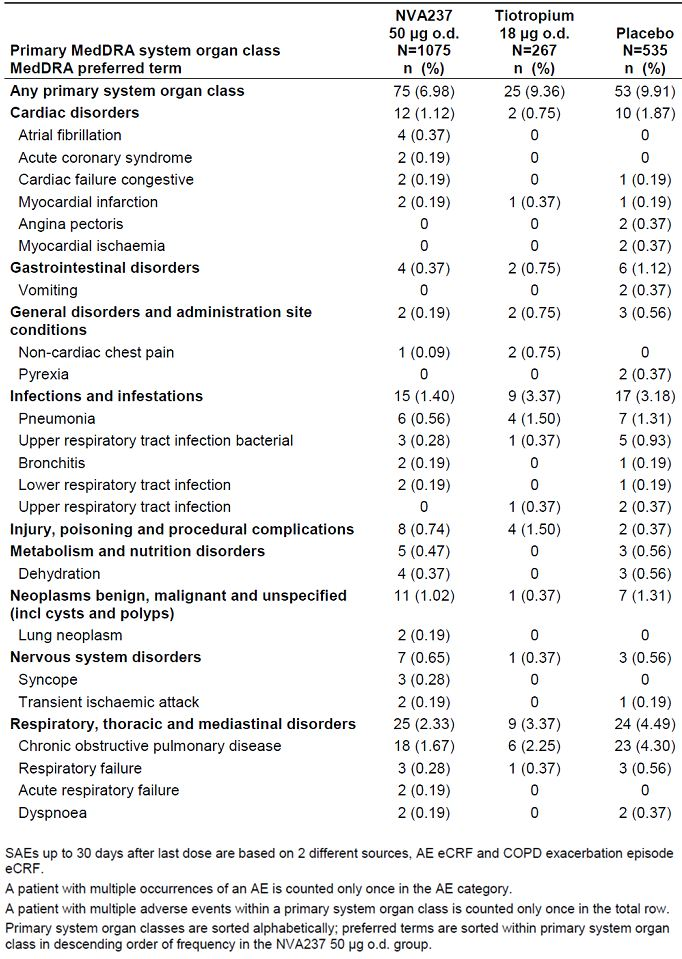 NVA237 Tiotropium
50 µg o.d. 18 µg o.d. Placebo
Primary MedDRA system organ class N=1075 N=267 N=535
MedDRA preferred term n (%) n (%) n (%)
Any primary system organ class 75 (6.98) 25 (9.36) 53 (9.91)
Cardiac disorders 12 (1.12) 2 (0.75) 10 (1.87)
Atrial fibrillation 4 (0.37) 0 0
Acute coronary syndrome 2 (0.19) 0 0
Cardiac failure congestive 2 (0.19) 0 1 (0.19)
Myocardial infarction 2 (0.19) 1 (0.37) 1 (0.19)
Angina pectoris 0 0 2 (0.37)
Myocardial ischaemia 0 0 2 (0.37)
Gastrointestinal disorders 4 (0.37) 2 (0.75) 6 (1.12)
Vomiting 0 0 2 (0.37)
General disorders and administration site 2 (0.19) 2 (0.75) 3 (0.56)
conditions
Non-cardiac chest pain 1 (0.09) 2 (0.75) 0
Pyrexia 0 0 2 (0.37)
Infections and infestations 15 (1.40) 9 (3.37) 17 (3.18)
Pneumonia 6 (0.56) 4 (1.50) 7 (1.31)
Upper respiratory tract infection bacterial 3 (0.28) 1 (0.37) 5 (0.93)
Bronchitis 2 (0.19) 0 1 (0.19)
Lower respiratory tract infection 2 (0.19) 0 1 (0.19)
Upper respiratory tract infection 0 1 (0.37) 2 (0.37)
Injury, poisoning and procedural complications 8 (0.74) 4 (1.50) 2 (0.37)
Metabolism and nutrition disorders 5 (0.47) 0 3 (0.56)
Dehydration 4 (0.37) 0 3 (0.56)
Neoplasms benign, malignant and unspecified 11 (1.02) 1 (0.37) 7 (1.31)
(incl cysts and polyps)
Lung neoplasm 2 (0.19) 0 0
Nervous system disorders 7 (0.65) 1 (0.37) 3 (0.56)
Syncope 3 (0.28) 0 0
Transient ischaemic attack 2 (0.19) 0 1 (0.19)
Respiratory, thoracic and mediastinal disorders 25 (2.33) 9 (3.37) 24 (4.49)
Chronic obstructive pulmonary disease 18 (1.67) 6 (2.25) 23 (4.30)
Respiratory failure 3 (0.28) 1 (0.37) 3 (0.56)
Acute respiratory failure 2 (0.19) 0 0
Dyspnoea 2 (0.19) 0 2 (0.37)
SAEs up to 30 days after last dose are based on 2 different sources, AE eCRF and COPD exacerbation episode
eCRF.
A patient with multiple occurrences of an AE is counted only once in the AE category.
A patient with multiple adverse events within a primary system organ class is counted only once in the total row.
Primary system organ classes are sorted alphabetically; preferred terms are sorted within primary system organ
class in descending order of frequency in the NVA237 50 µg o.d. group.